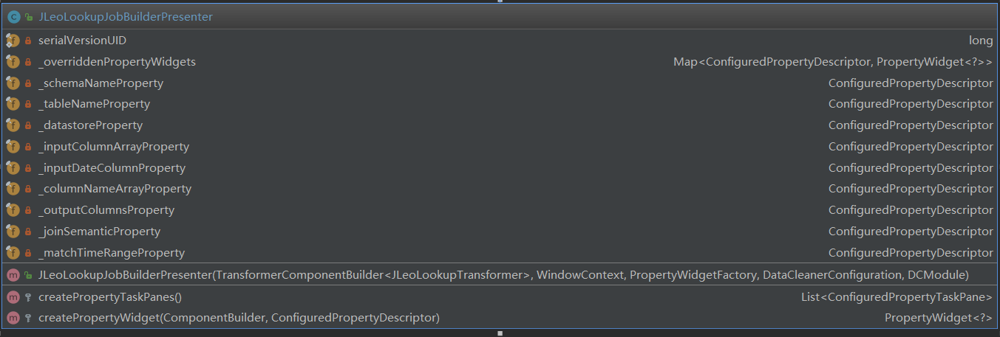 JLeoLookupJobBuilderPresenter
serialVersionUID long
_overriddenPropertyWidgets Map<ConfiguredPropertyDescriptor, PropertyWidget<?>>
_schemaNameProperty ConfiguredPropertyDescriptor
_tableNameProperty ConfiguredPropertyDescriptor
_datastoreProperty ConfiguredPropertyDescriptor
_inputColumnArrayProperty ConfiguredPropertyDescriptor
_inputDateColumnProperty ConfiguredPropertyDescriptor
_columnNameArrayProperty ConfiguredPropertyDescriptor
_outputColumnsProperty ConfiguredPropertyDescriptor
_joinSemanticProperty ConfiguredPropertyDescriptor
_matchTimeRangeProperty ConfiguredPropertyDescriptor
JLeoLookupJobBuilderPresenter(TransformerComponentBuilder<JLeoLookupTransformer>, WindowContext, PropertyWidgetFactory, DataCleanerConfiguration, DCModule)
createPropertyTaskPanes() List<ConfiguredPropertyTaskPane>
createPropertyWidget(ComponentBuilder, ConfiguredPropertyDescriptor) PropertyWidget<?>